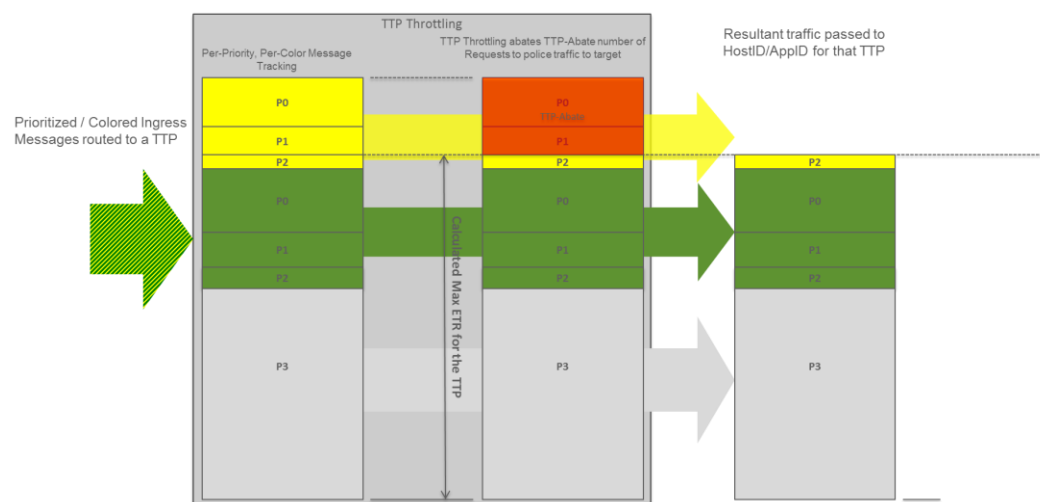 TTP Throttling
Per-Priority, Per-Color Message
Tracking
TTP Throttling abates TTP-Abate number of
Requests to police traffic to target
Resultant traffic passed to
HostID/AppID for that TTP
Prioritized / Colored Ingress
Messages routed to a TTP
P0
P1
P2
P0
P1
P2
P3
Calculated Max ETR for the TTP
P0
TTP-Abate
P1
P2
P0
P1
P2
P3
P2
P0
P1
P2
P3